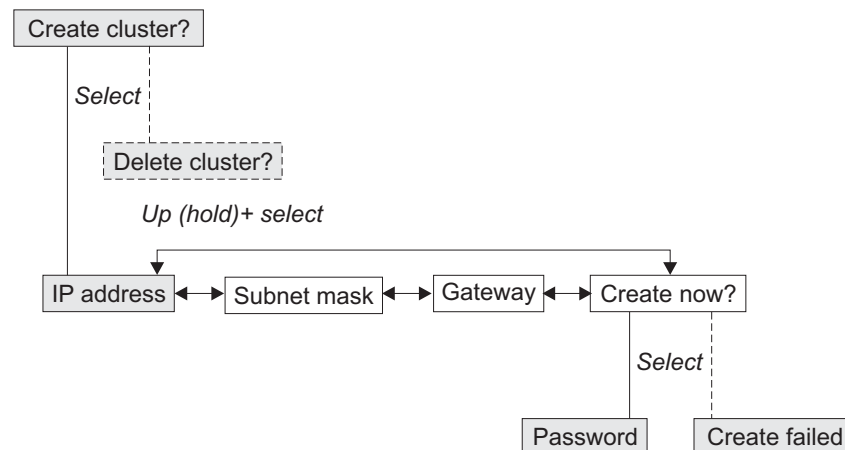 Create cluster?
Select
Delete cluster?
Up (hold)+ select
IP address
Subnet mask
Gateway
Create now?
Select
Password
Create failed